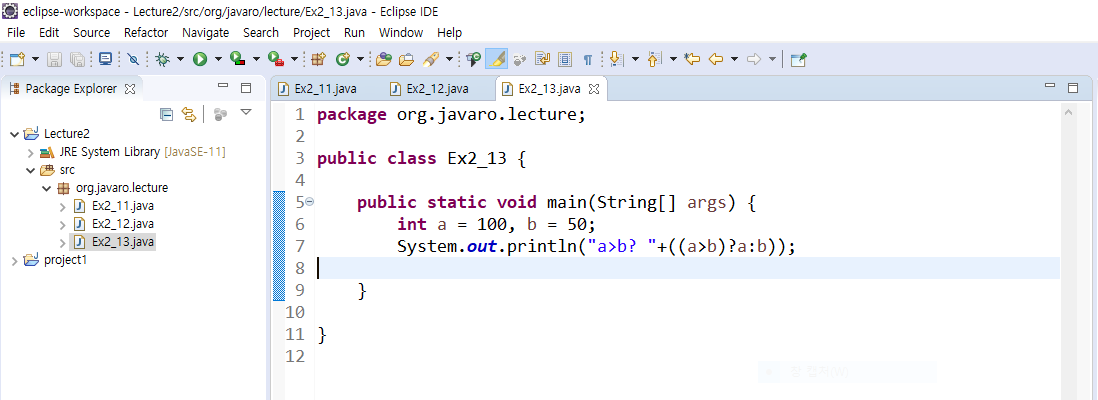 eclipse-workspace - Lecture2/src/org/javaro/lecture/Ex2_13.java - Eclipse IDE
File Edit Source Refactor Navigate Search Project Run Window Help
Package Explorer
Lecture2
JRE System Library [JavaSE-11]
src
org.javaro.lecture
Ex2_11.java
Ex2_12.java
Ex2_13.java
project1
Ex2_11.java Ex2_12.java Ex2_13.java
1 package org.javaro.lecture;
2
3 public class Ex2_13 {
4
5 public static void main(String[] args) {
6 int a = 100, b = 50;
7 System.out.println("a>b? "+((a>b)?a:b));
8
9 }
10
11 }
12